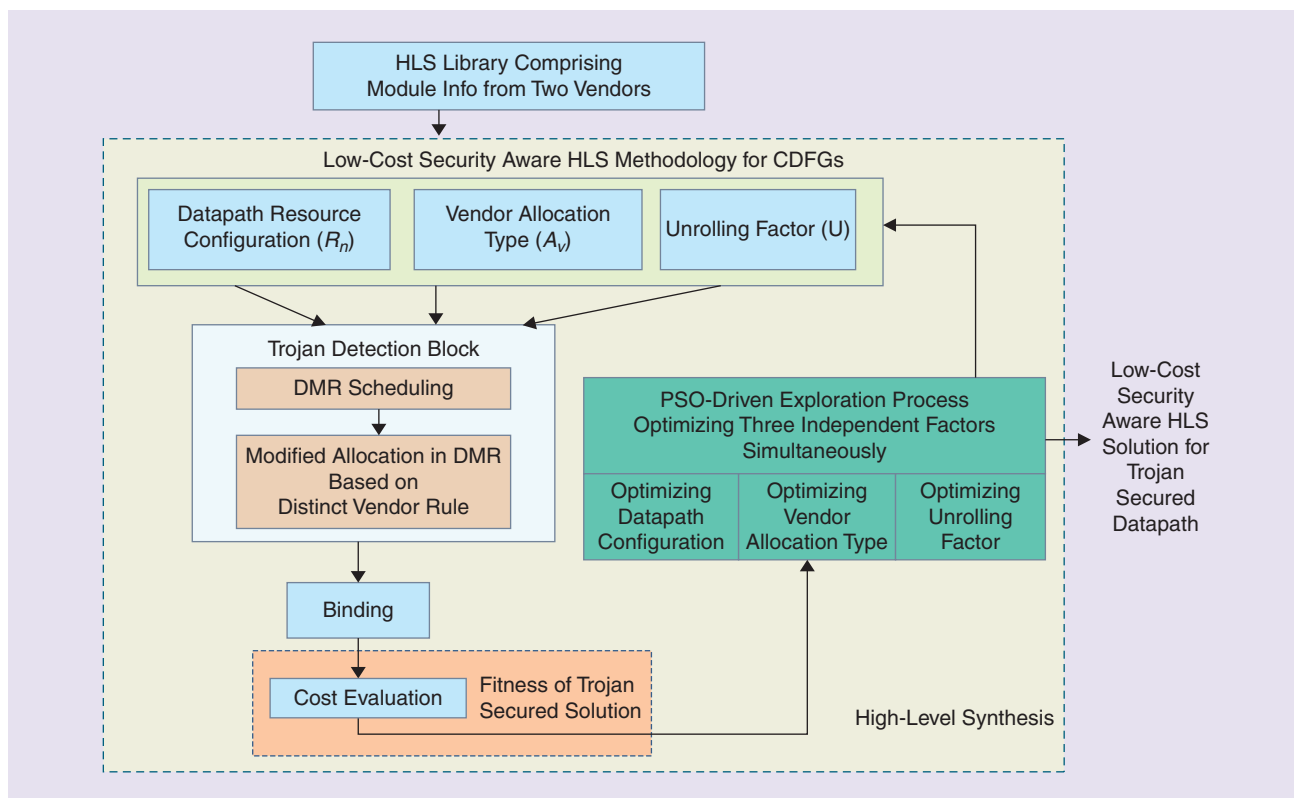 HLS Library Comprising
Module Info from Two Vendors
Low-Cost Security Aware HLS Methodology for CDFGs
Datapath Resource
Configuration (Rn)
Vendor Allocation
Type (Av)
Unrolling Factor (U)
Trojan Detection Block
DMR Scheduling
Modified Allocation in DMR
Based on
Distinct Vendor Rule
PSO-Driven Exploration Process
Optimizing Three Independent Factors
Simultaneously
Optimizing
Datapath
Configuration
Optimizing
Vendor
Allocation Type
Optimizing
Unrolling
Factor
Low-Cost
Security
Aware HLS
Solution for
Trojan
Secured
Datapath
Binding
Cost Evaluation
Fitness of Trojan
Secured Solution
High-Level Synthesis